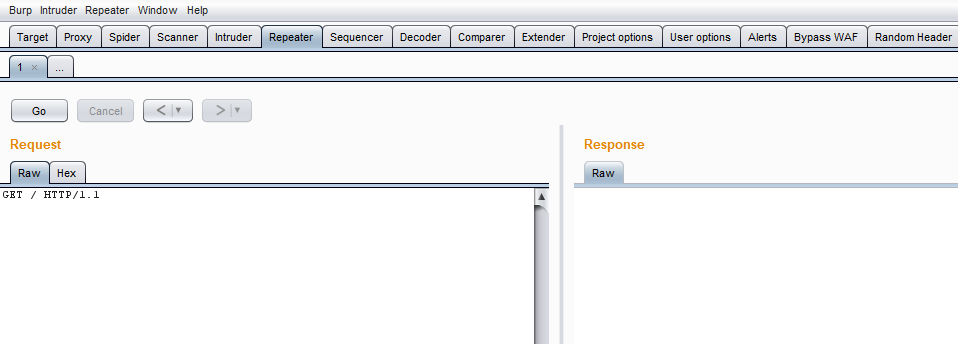 Burp Intruder Repeater Window Help
Target Proxy Spider Scanner Intruder Repeater Sequencer Decoder Comparer Extender Project options User options Alerts Bypass WAF Random Header
1 × ...
Go Cancel < ▼ > ▼
Request Response
Raw Hex Raw
GET / HTTP/1.1